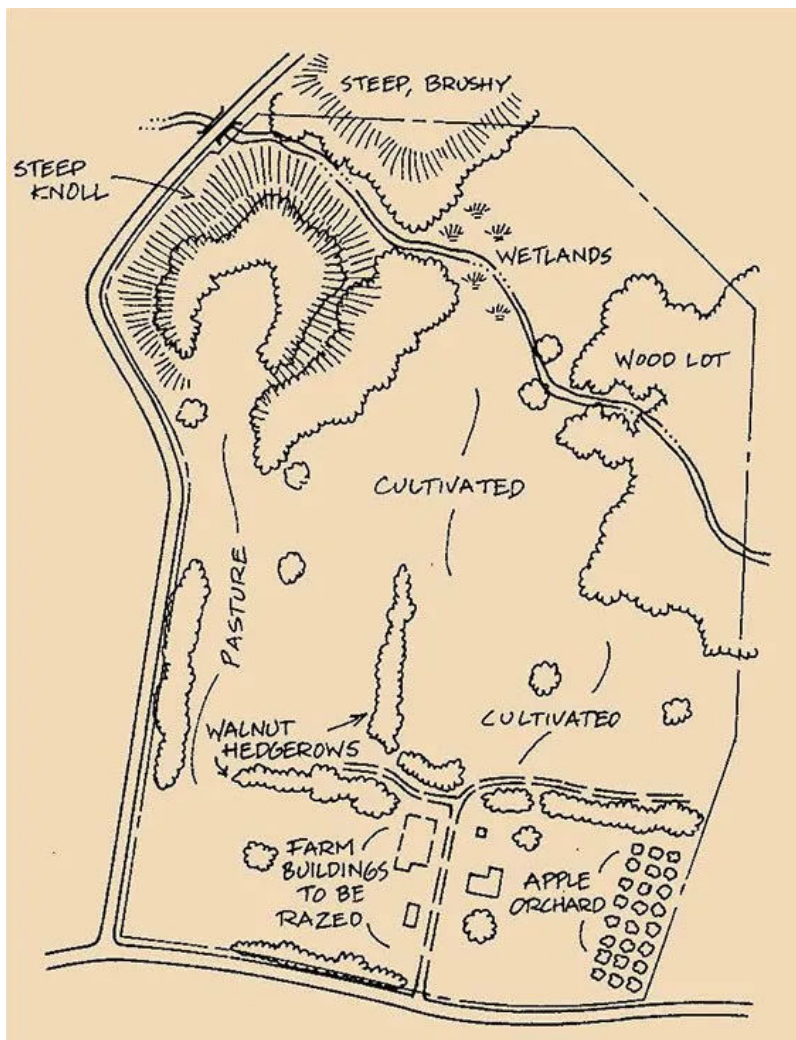 STEEP, BRUSHY
STEEP
KNOLL
WETLANDS
WOOD LOT
CULTIVATED
PASTURE
CULTIVATED
WALNUT
HEDGEROWS
FARM
BUILDINGS
TO BE
RAZED
APPLE
ORCHARD